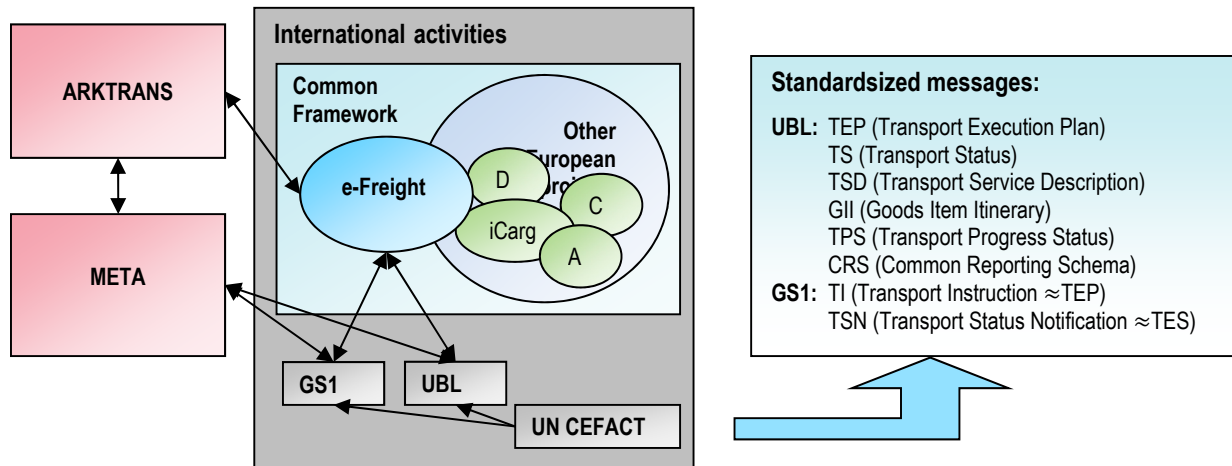 ARKTRANS
META
International activities
Common
Framework
Other
European
e-Freight
D
C
iCarg
A
GS1
UBL
UN CEFACT
Standardsized messages:
UBL: TEP (Transport Execution Plan)
TS (Transport Status)
TSD (Transport Service Description)
GII (Goods Item Itinerary)
TPS (Transport Progress Status)
CRS (Common Reporting Schema)
GS1: TI (Transport Instruction ≈TEP)
TSN (Transport Status Notification ≈TES)